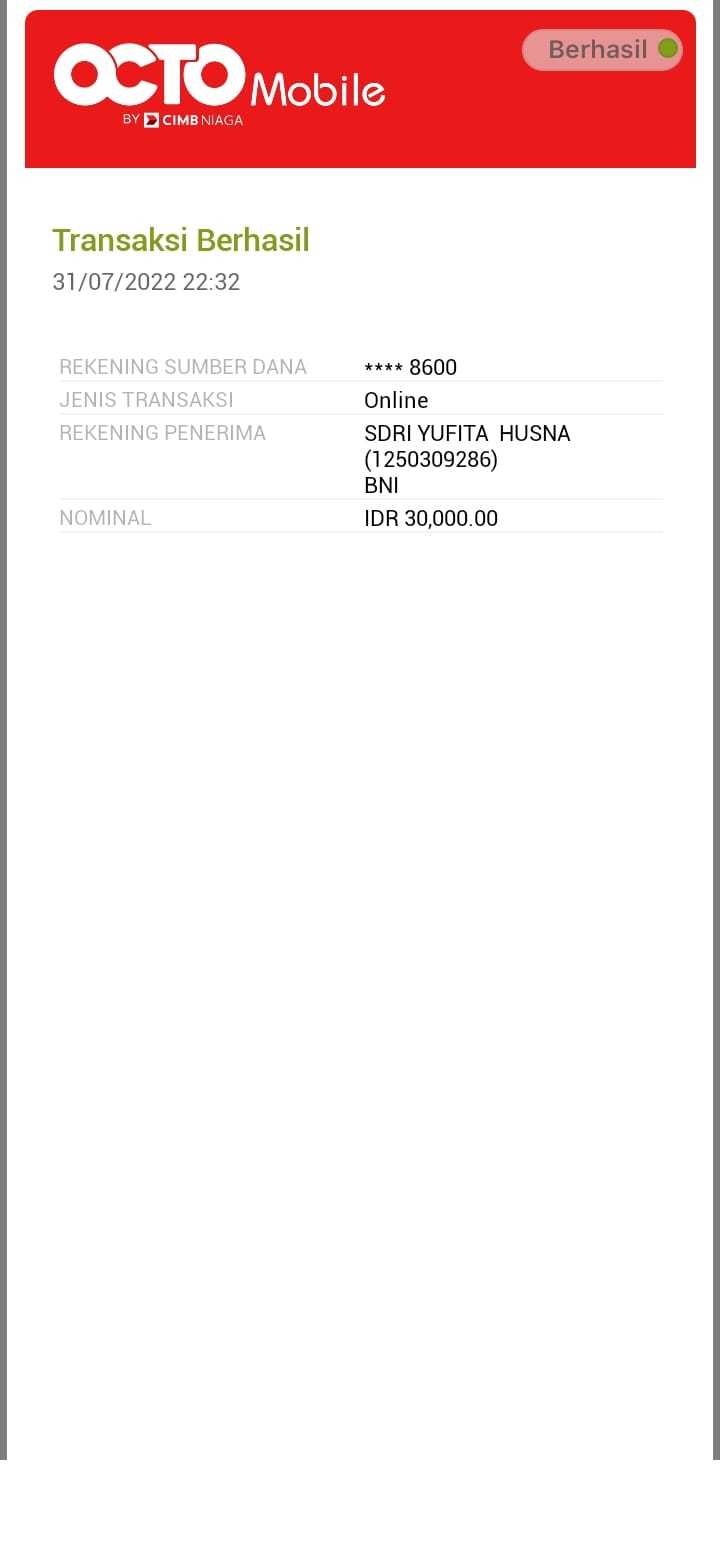 OCTO Mobile
BY CIMB NIAGA
Berhasil
Transaksi Berhasil
31/07/2022 22:32
REKENING SUMBER DANA **** 8600
JENIS TRANSAKSI Online
REKENING PENERIMA SDRI YUFITA HUSNA
(1250309286)
BNI
NOMINAL IDR 30,000.00